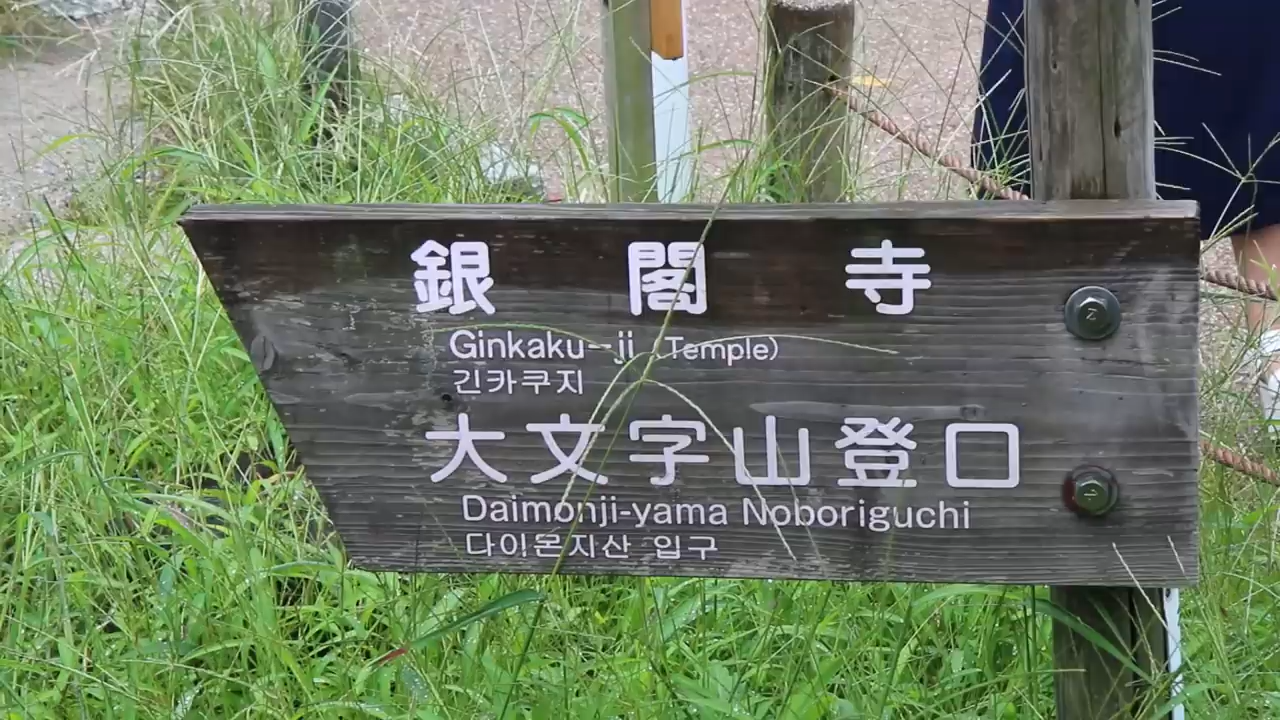 銀閣寺
Ginkaku-ji (Temple)
긴카쿠지
大文字山登口
Daimonji-yama Noboriguchi
다이몬지산 입구